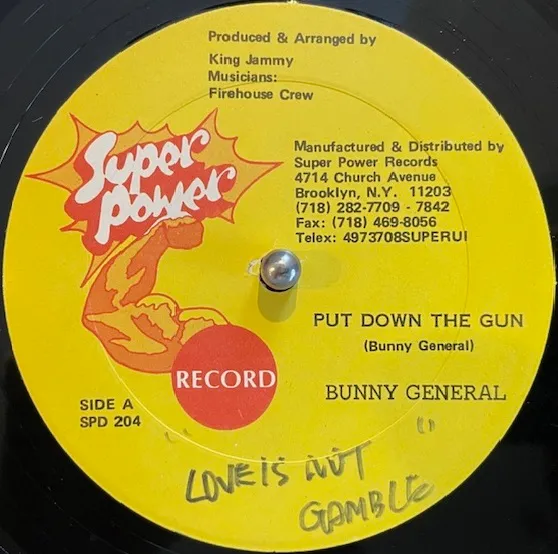 Produced & Arranged by
King Jammy
Musicians:
Firehouse Crew
Super
Power
RECORD
Manufactured & Distributed by
Super Power Records
4714 Church Avenue
Brooklyn, N.Y. 11203
(718) 282-7709 - 7842
Fax: (718) 469-8056
Telex: 4973708SUPERUI
PUT DOWN THE GUN
(Bunny General)
BUNNY GENERAL
SIDE A
SPD 204
" LOVE IS NOT "
GAMBLE